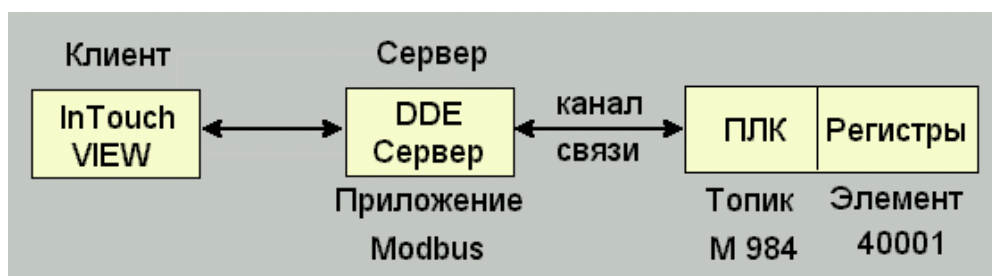 Клиент
Сервер
InTouch
VIEW
DDE
Сервер
канал
связи
ПЛК
Регистры
Приложение
Топик
Элемент
Modbus
М 984
40001